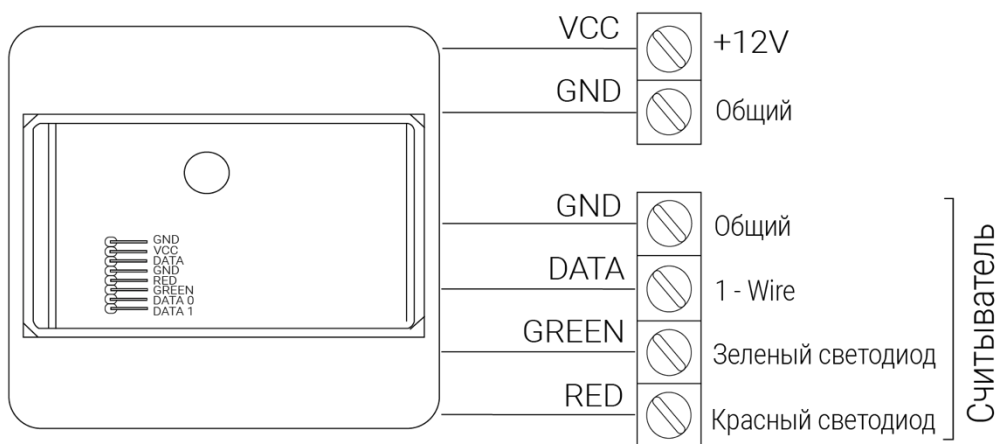 VCC +12V
GND Общий
GND Общий
DATA 1 - Wire
GREEN Зеленый светодиод
RED Красный светодиод
Считыватель
GND
VCC
DATA
GND
RED
GREEN
DATA 0
DATA 1